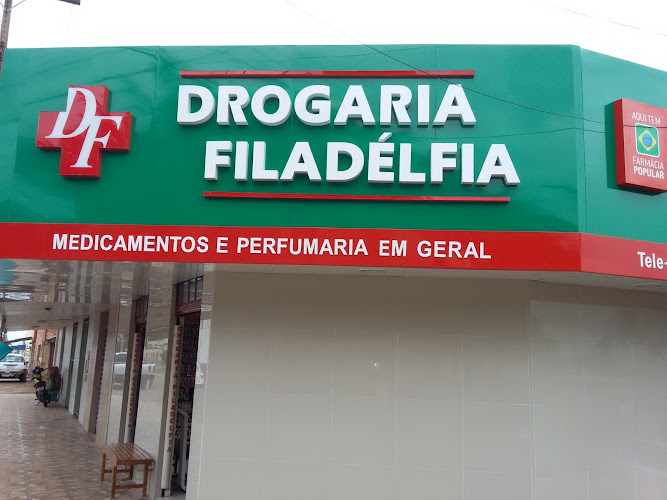 DF
DROGARIA
FILADÉLFIA
MEDICAMENTOS E PERFUMARIA EM GERAL
AQUI TEM
FARMÁCIA
POPULAR
Tele-